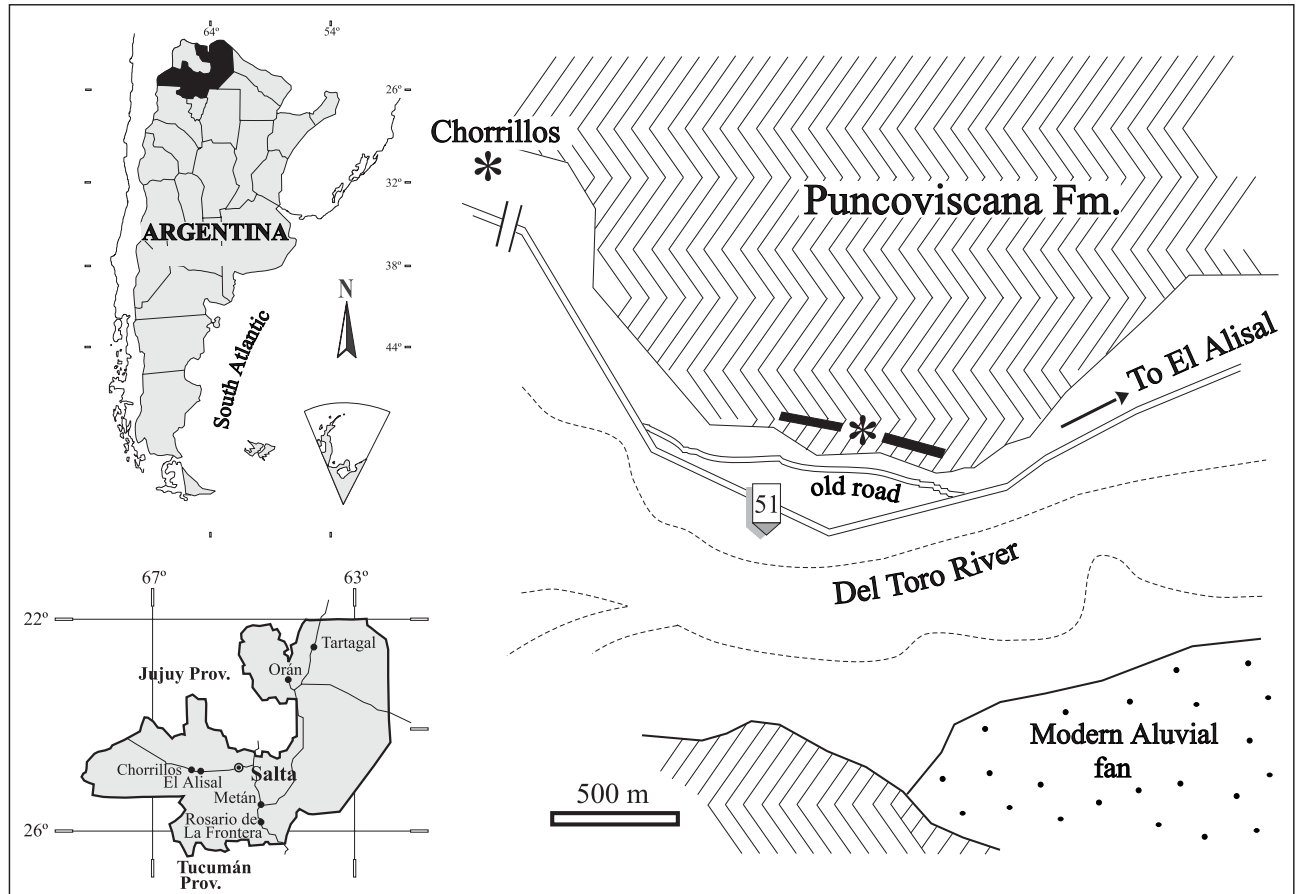 64º
54º
26º
32º
38º
44º
ARGENTINA
N
South Atlantic
67º
63º
22º
26º
Tartagal
Orán
Jujuy Prov.
Chorrillos
El Alisal
Salta
Metán
Rosario de
La Frontera
Tucumán
Prov.
Chorrillos
Puncoviscana Fm.
To El Alisal
old road
51
Del Toro River
Modern Aluvial
fan
500 m